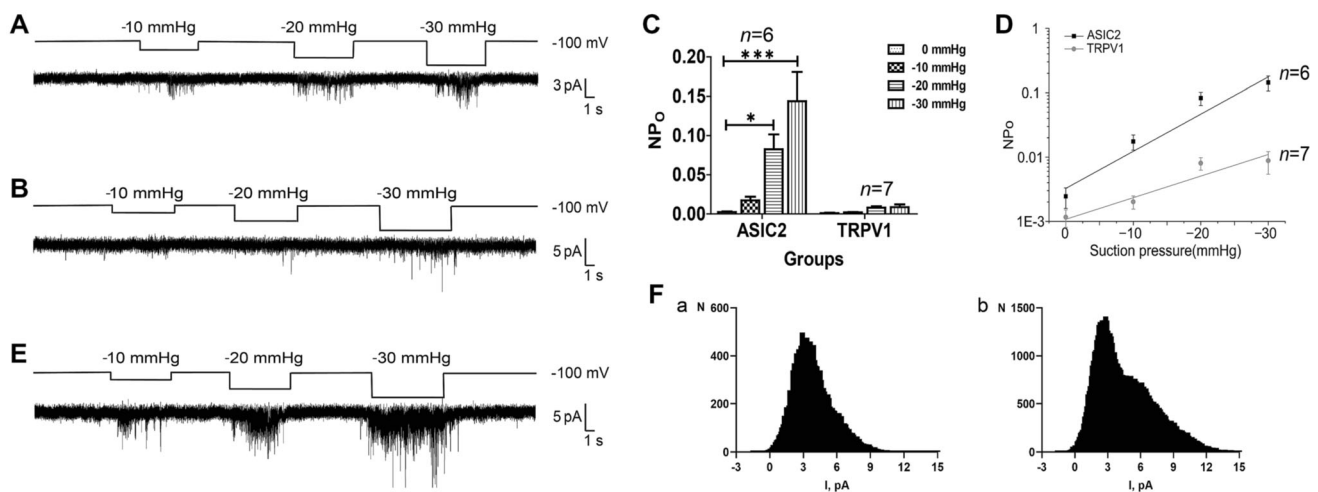 A
-10 mmHg
-20 mmHg
-30 mmHg
-100 mV
3 pA
1 s
B
-10 mmHg
-20 mmHg
-30 mmHg
-100 mV
5 pA
1 s
E
-10 mmHg
-20 mmHg
-30 mmHg
-100 mV
5 pA
1 s
C
n=6
***
*
n=7
0 mmHg
-10 mmHg
-20 mmHg
-30 mmHg
0.20
0.15
0.10
0.05
0.00
NPO
ASIC2
TRPV1
Groups
D
ASIC2
TRPV1
n=6
n=7
1
0.1
0.01
1E-3
NPo
0
−10
−20
−30
Suction pressure(mmHg)
F
a
N
600
400
200
0
-3
0
3
6
9
12
15
I, pA
b
N
1500
1000
500
0
-3
0
3
6
9
12
15
I, pA